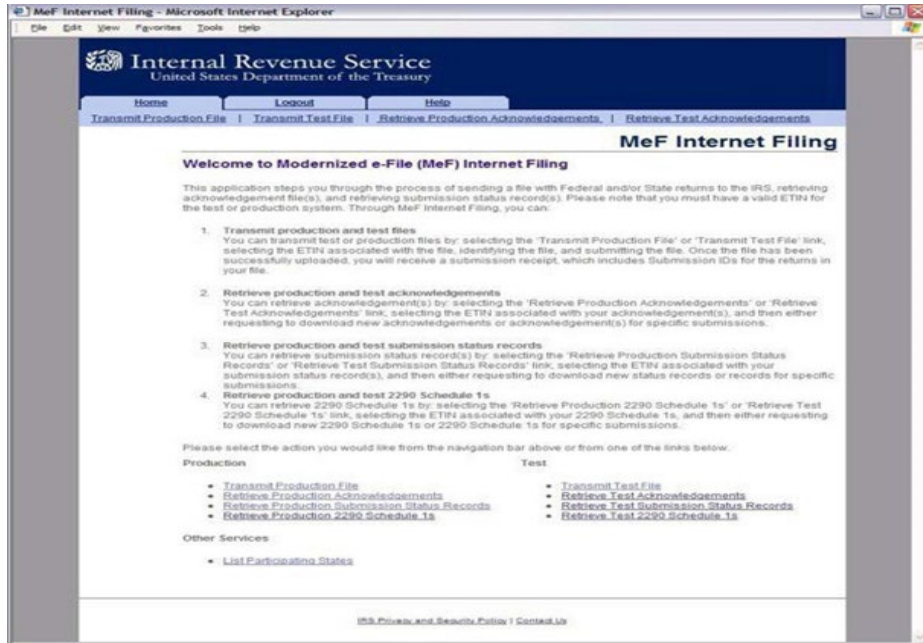 MeF Internet Filing - Microsoft Internet Explorer
File Edit View Favorites Tools Help
Internal Revenue Service
United States Department of the Treasury
Home Logout Help
Transmit Production File | Transmit Test File | Retrieve Production Acknowledgements | Retrieve Test Acknowledgements
MeF Internet Filing
Welcome to Modernized e-File (MeF) Internet Filing
This application steps you through the process of sending a file with Federal and/or State returns to the IRS, retrieving
acknowledgement file(s), and retrieving submission status record(s). Please note that you must have a valid ETIN for
the test or production system. Through MeF Internet Filing, you can:
1. Transmit production and test files
You can transmit test or production files by: selecting the 'Transmit Production File' or 'Transmit Test File' link,
selecting the ETIN associated with the file, identifying the file, and submitting the file. Once the file has been
successfully uploaded, you will receive a submission receipt, which includes Submission IDs for the returns in
your file.
2. Retrieve production and test acknowledgements
You can retrieve acknowledgement(s) by: selecting the 'Retrieve Production Acknowledgements' or 'Retrieve
Test Acknowledgements' link, selecting the ETIN associated with your acknowledgement(s), and then either
requesting to download new acknowledgements or acknowledgement(s) for specific submissions.
3. Retrieve production and test submission status records
You can retrieve submission status record(s) by: selecting the 'Retrieve Production Submission Status
Records' or 'Retrieve Test Submission Status Records' link, selecting the ETIN associated with your
submission status record(s), and then either requesting to download new status records or records for specific
submissions.
4. Retrieve production and test 2290 Schedule 1s
You can retrieve 2290 Schedule 1s by: selecting the 'Retrieve Production 2290 Schedule 1s' or 'Retrieve Test
2290 Schedule 1s' link, selecting the ETIN associated with your 2290 Schedule 1s, and then either requesting
to download new 2290 Schedule 1s or 2290 Schedule 1s for specific submissions.
Please select the action you would like from the navigation bar above or from one of the links below.
Production Test
• Transmit Production File • Transmit Test File
• Retrieve Production Acknowledgements • Retrieve Test Acknowledgements
• Retrieve Production Submission Status Records • Retrieve Test Submission Status Records
• Retrieve Production 2290 Schedule 1s • Retrieve Test 2290 Schedule 1s
Other Services
• List Participating States
IRS Privacy and Security Policy | Contact Us